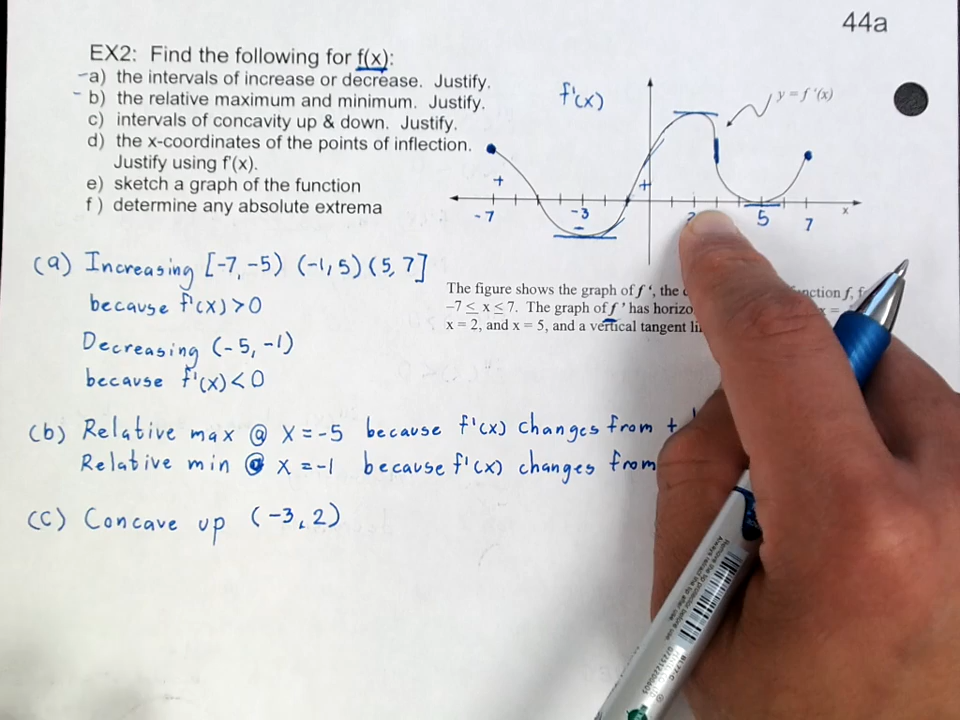 44a
EX2: Find the following for f(x):
a) the intervals of increase or decrease. Justify.
b) the relative maximum and minimum. Justify.
c) intervals of concavity up & down. Justify.
d) the x-coordinates of the points of inflection.
Justify using f'(x).
e) sketch a graph of the function
f) determine any absolute extrema
f'(x)
y = f '(x)
+
+
-7
-3
5
7
x
−
The figure shows the graph of f ', the
nction f, f
−7 ≤ x ≤ 7. The graph of f ' has horizo
x =
x = 2, and x = 5, and a vertical tangent li
(a) Increasing [-7,-5) (-1,5) (5,7]
because f'(x)>0
Decreasing (-5,-1)
because f'(x)<0
(b) Relative max @ x=-5 because f'(x) changes from +
Relative min @ x=-1 because f'(x) changes from
(c) Concave up (-3,2)